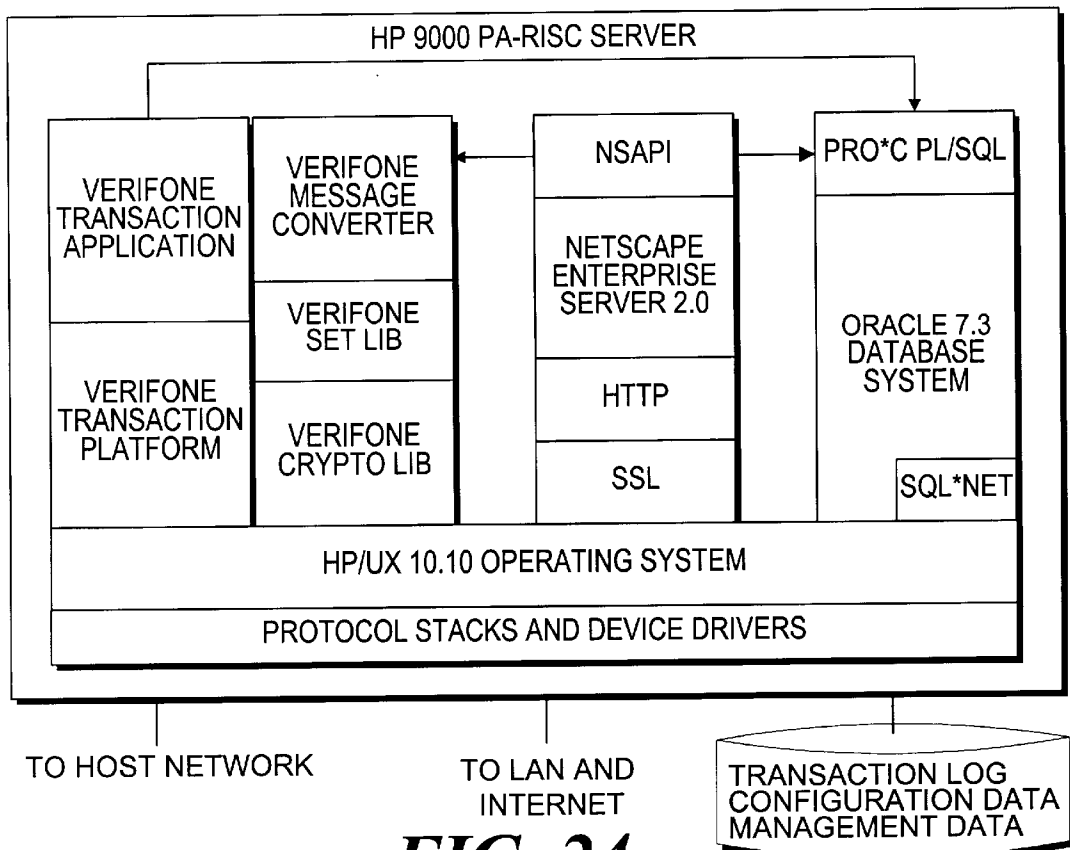 HP 9000 PA-RISC SERVER
VERIFONE
TRANSACTION
APPLICATION
VERIFONE
TRANSACTION
PLATFORM
VERIFONE
MESSAGE
CONVERTER
VERIFONE
SET LIB
VERIFONE
CRYPTO LIB
NSAPI
NETSCAPE
ENTERPRISE
SERVER 2.0
HTTP
SSL
PRO*C PL/SQL
ORACLE 7.3
DATABASE
SYSTEM
SQL*NET
HP/UX 10.10 OPERATING SYSTEM
PROTOCOL STACKS AND DEVICE DRIVERS
TO HOST NETWORK
TO LAN AND
INTERNET
TRANSACTION LOG
CONFIGURATION DATA
MANAGEMENT DATA
FIG. 24